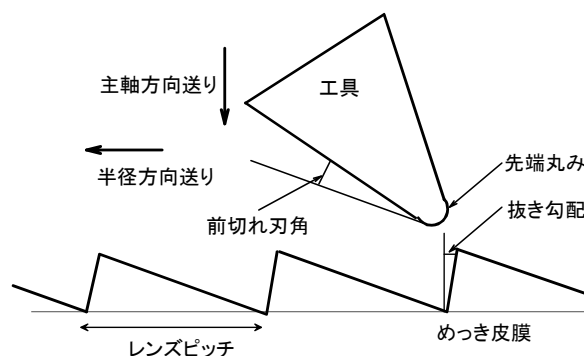 主軸方向送り
工具
半径方向送り
先端丸み
前切れ刃角
抜き勾配
レンズピッチ
めっき皮膜